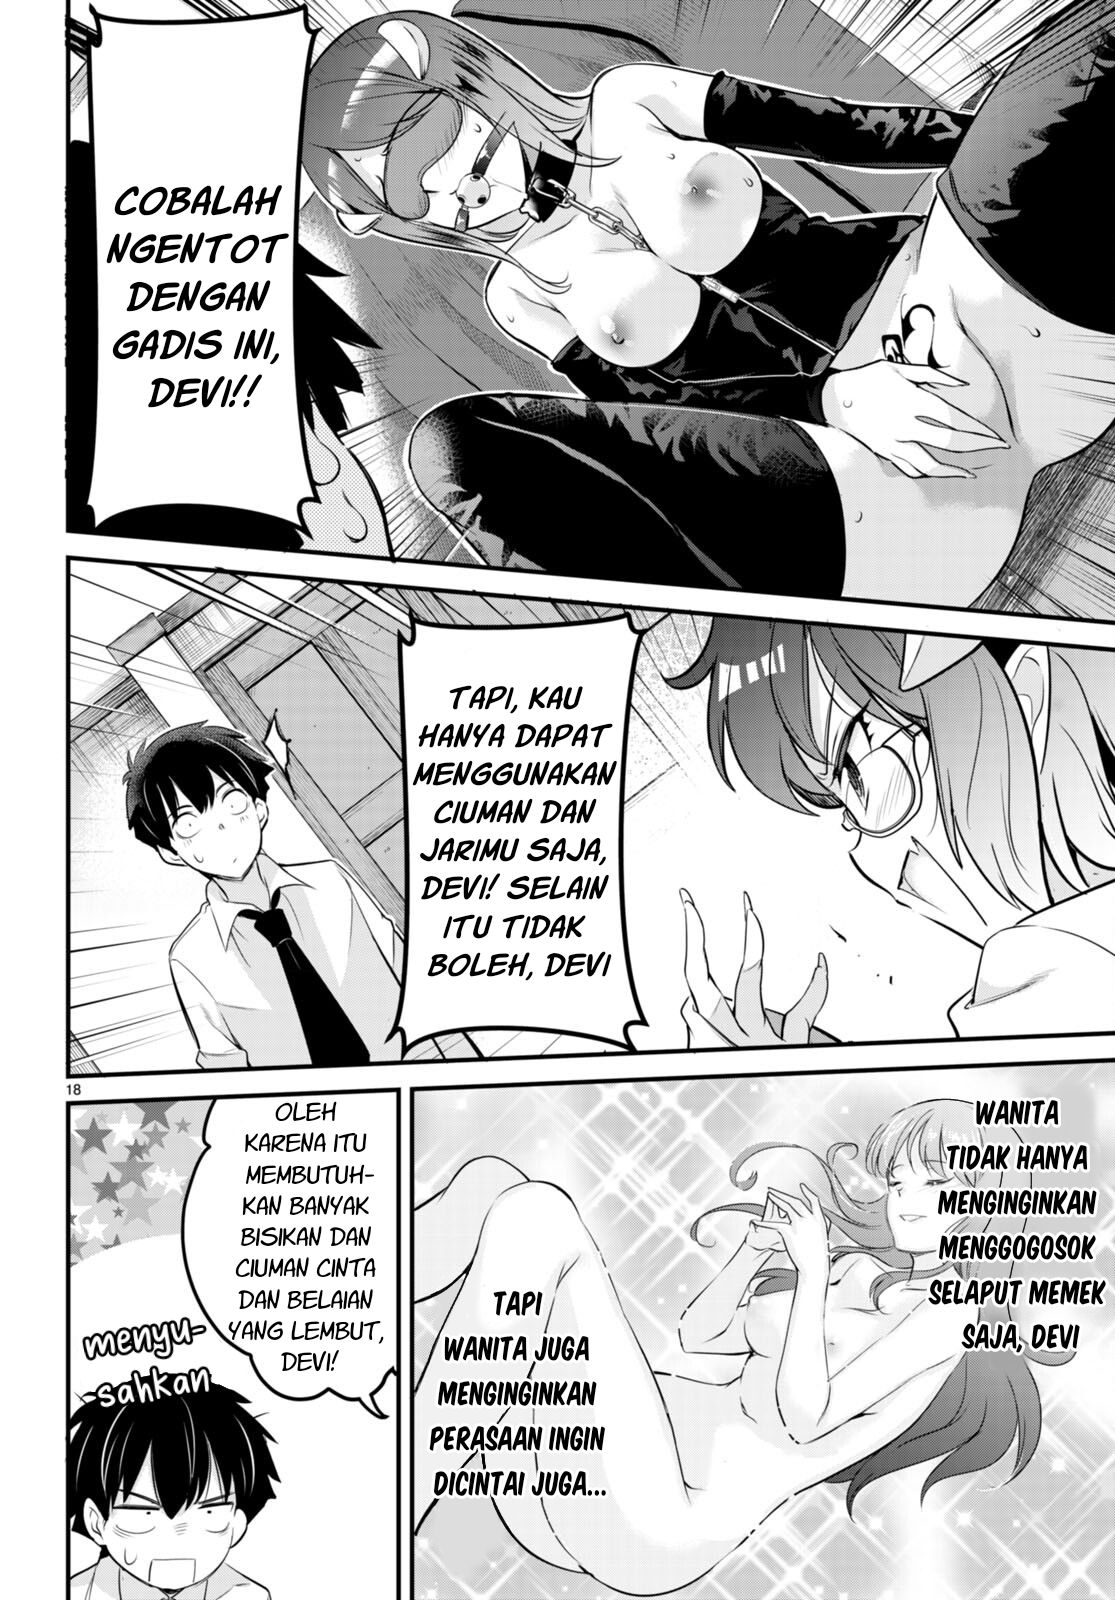 COBALAH
NGENTOT
DENGAN
GADIS INI,
DEVI!!
TAPI, KAU
HANYA DAPAT
MENGGUNAKAN
CIUMAN DAN
JARIMU SAJA,
DEVI! SELAIN
ITU TIDAK
BOLEH, DEVI
18
WANITA
TIDAK HANYA
MENGINGINKAN
MENGGOGOSOK
SELAPUT MEMEK
SAJA, DEVI
TAPI
WANITA JUGA
MENGINGINKAN
PERASAAN INGIN
DICINTAI JUGA...
OLEH
KARENA ITU
MEMBUTUH-
KAN BANYAK
BISIKAN DAN
CIUMAN CINTA
DAN BELAIAN
YANG LEMBUT,
DEVI!
menyu-
-sahkan